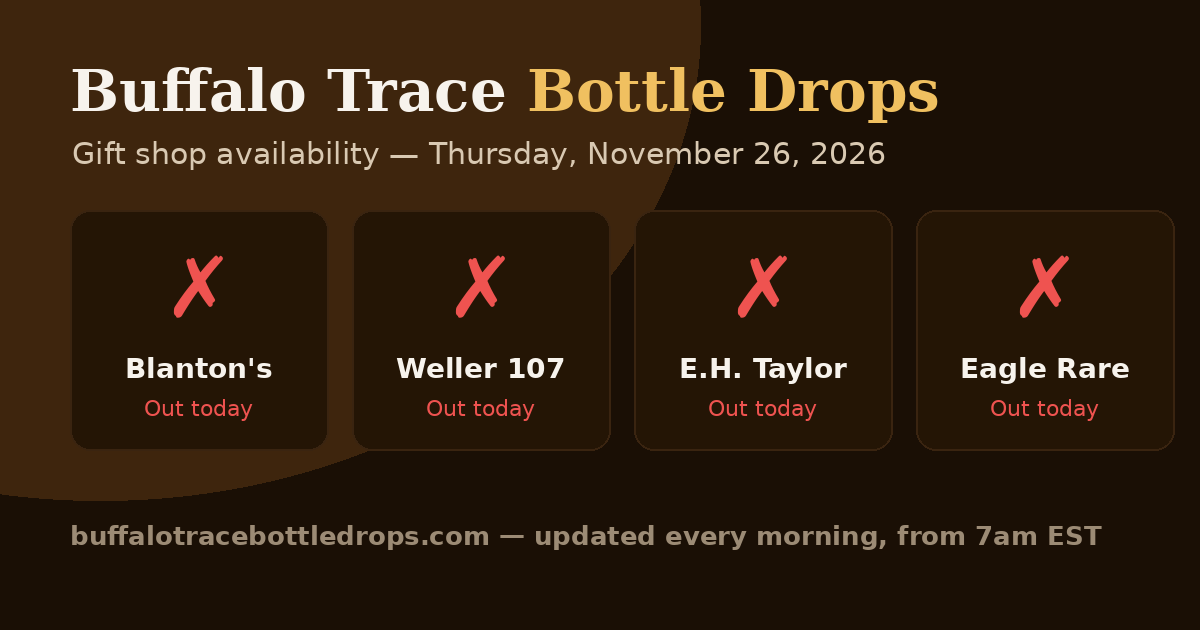 Buffalo Trace Bottle Drops
Gift shop availability — Thursday, November 26, 2026
✗ ✗ ✗ ✗
Blanton's Weller 107 E.H. Taylor Eagle Rare
Out today Out today Out today Out today
buffalotracebottledrops.com — updated every morning, from 7am EST